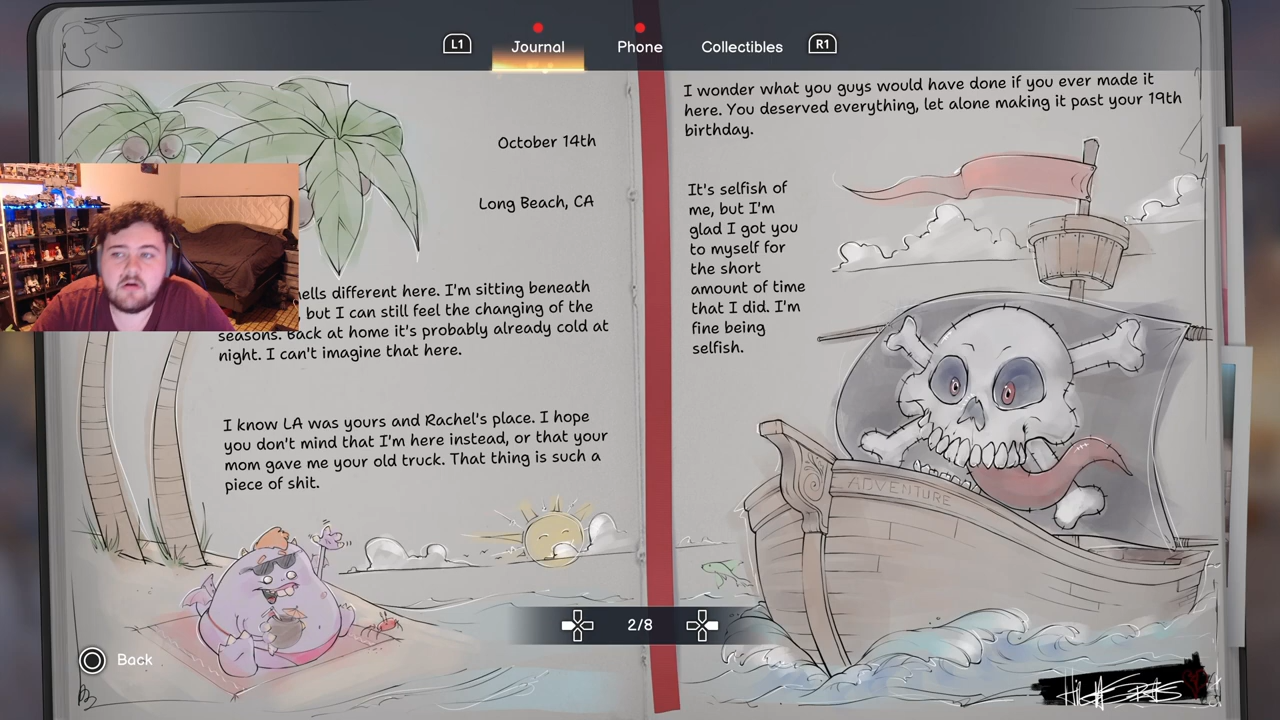 L1
Journal
Phone
Collectibles
R1
October 14th
Long Beach, CA
different here. I'm sitting beneath
but I can still feel the changing of the
seasons. Back at home it's probably already cold at
night. I can't imagine that here.
I know LA was yours and Rachel's place. I hope
you don't mind that I'm here instead, or that your
mom gave me your old truck. That thing is such a
piece of shit.
I wonder what you guys would have done if you ever made it
here. You deserved everything, let alone making it past your 19th
birthday.
It's selfish of
me, but I'm
glad I got you
to myself for
the short
amount of time
that I did. I'm
fine being
selfish.
ADVENTURE
2/8
Back